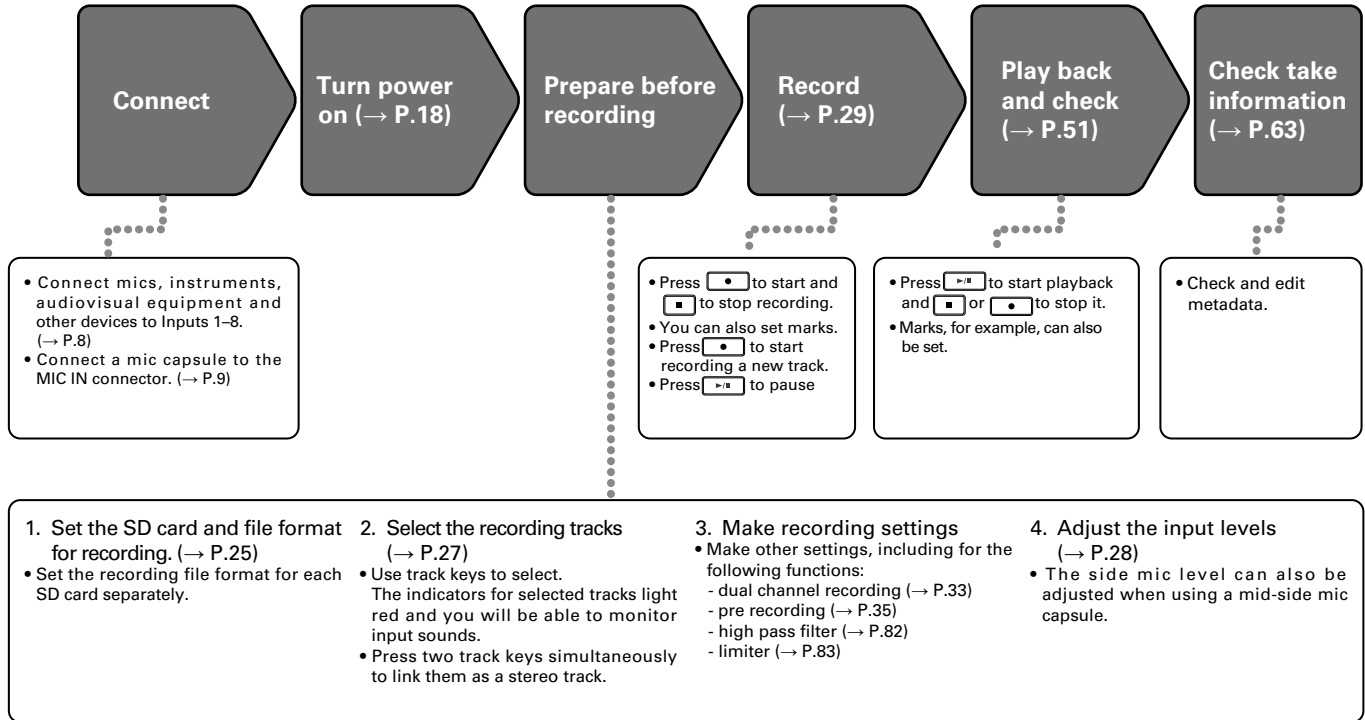 Connect
Turn power
on (→ P.18)
Prepare before
recording
Record
(→ P.29)
Play back
and check
(→ P.51)
Check take
information
(→ P.63)
• Connect mics, instruments,
audiovisual equipment and
other devices to Inputs 1–8.
(→ P.8)
• Connect a mic capsule to the
MIC IN connector. (→ P.9)
• Press ● to start and
■ to stop recording.
• You can also set marks.
• Press ● to start
recording a new track.
• Press ►/II to pause
• Press ►/II to start playback
and ■ or ● to stop it.
• Marks, for example, can also
be set.
• Check and edit
metadata.
1. Set the SD card and file format
for recording. (→ P.25)
• Set the recording file format for each
SD card separately.
2. Select the recording tracks
(→ P.27)
• Use track keys to select.
The indicators for selected tracks light
red and you will be able to monitor
input sounds.
• Press two track keys simultaneously
to link them as a stereo track.
3. Make recording settings
• Make other settings, including for the
following functions:
- dual channel recording (→ P.33)
- pre recording (→ P.35)
- high pass filter (→ P.82)
- limiter (→ P.83)
4. Adjust the input levels
(→ P.28)
• The side mic level can also be
adjusted when using a mid-side mic
capsule.